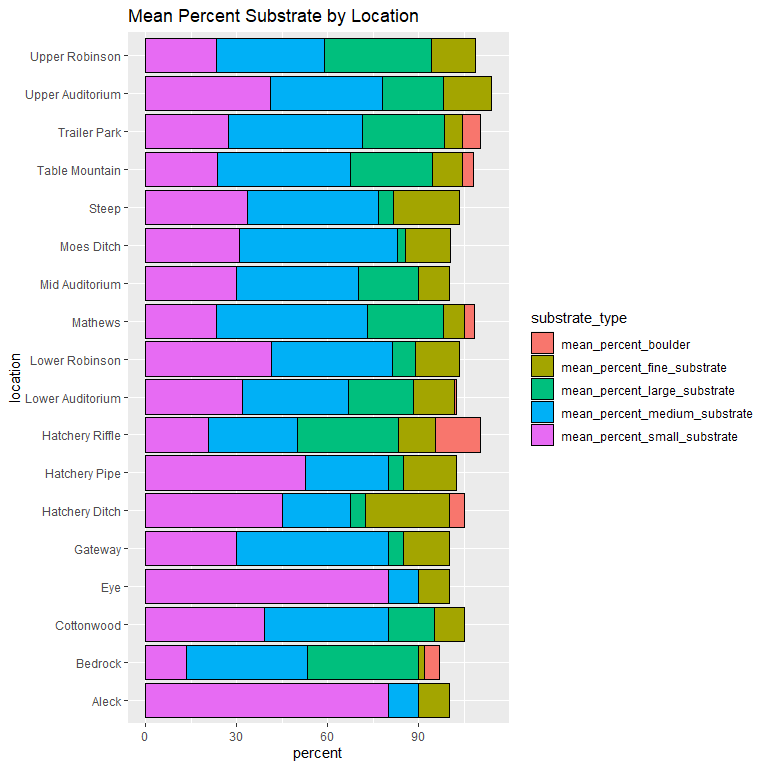 Mean Percent Substrate by Location
Upper Robinson
Upper Auditorium
Trailer Park
Table Mountain
Steep
Moes Ditch
Mid Auditorium
Mathews
Lower Robinson
Lower Auditorium
Hatchery Riffle
Hatchery Pipe
Hatchery Ditch
Gateway
Eye
Cottonwood
Bedrock
Aleck
location
0 30 60 90
percent
substrate_type
mean_percent_boulder
mean_percent_fine_substrate
mean_percent_large_substrate
mean_percent_medium_substrate
mean_percent_small_substrate